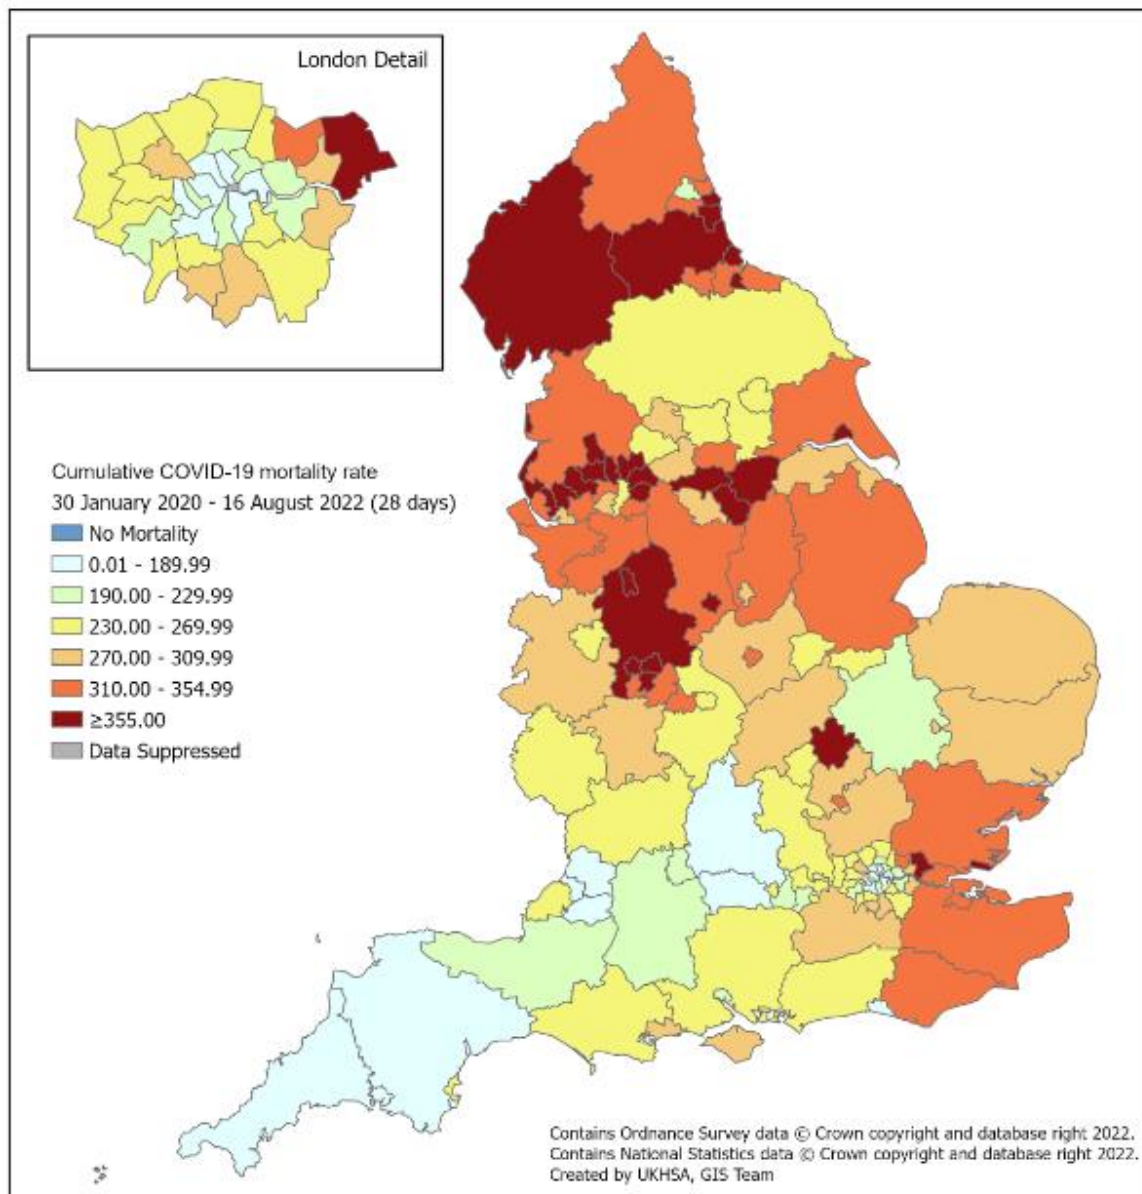 London Detail
Cumulative COVID-19 mortality rate
30 January 2020 - 16 August 2022 (28 days)
No Mortality
0.01 - 189.99
190.00 - 229.99
230.00 - 269.99
270.00 - 309.99
310.00 - 354.99
≥355.00
Data Suppressed
Contains Ordnance Survey data © Crown copyright and database right 2022.
Contains National Statistics data © Crown copyright and database right 2022.
Created by UKHSA, GIS Team